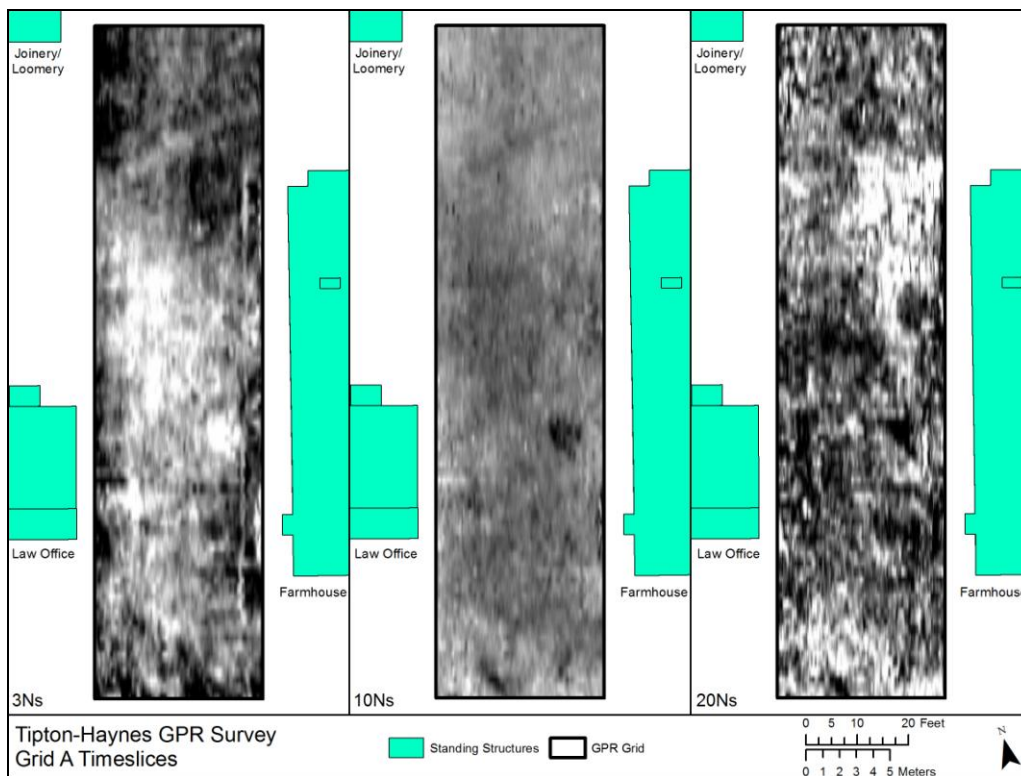 Joinery/
Loomery
Law Office
Farmhouse
3Ns
Joinery/
Loomery
Law Office
Farmhouse
10Ns
Joinery/
Loomery
Law Office
Farmhouse
20Ns
Tipton-Haynes GPR Survey
Grid A Timeslices
Standing Structures
GPR Grid
0 5 10 20 Feet
0 1 2 3 4 5 Meters
N